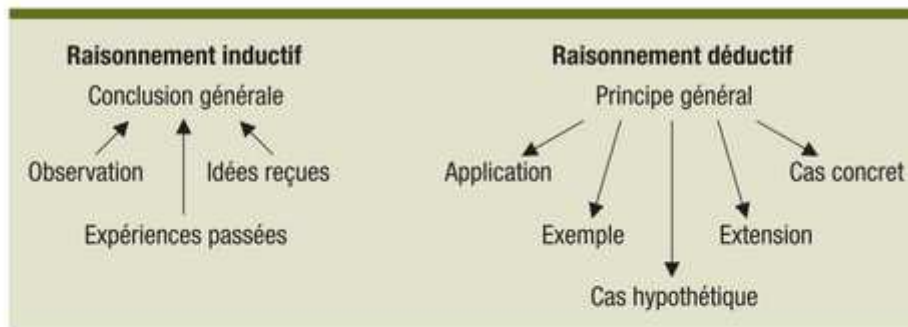 Raisonnement inductif
Conclusion générale
Observation
Idées reçues
Expériences passées
Raisonnement déductif
Principe général
Application
Cas concret
Exemple
Extension
Cas hypothétique